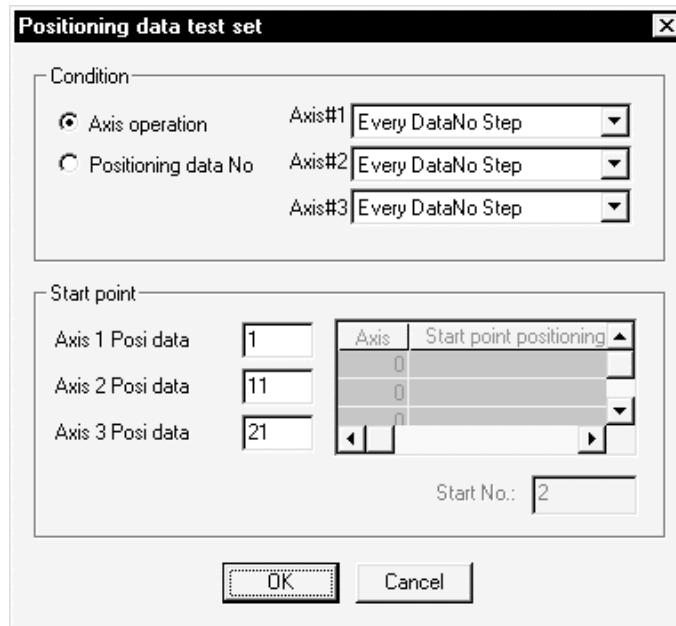 Positioning data test set
Condition
Axis operation
Positioning data No
Axis#1 Every DataNo Step
Axis#2 Every DataNo Step
Axis#3 Every DataNo Step
Start point
Axis 1 Posi data 1
Axis 2 Posi data 11
Axis 3 Posi data 21
Axis Start point positioning
0
0
0
Start No.: 2
OK Cancel